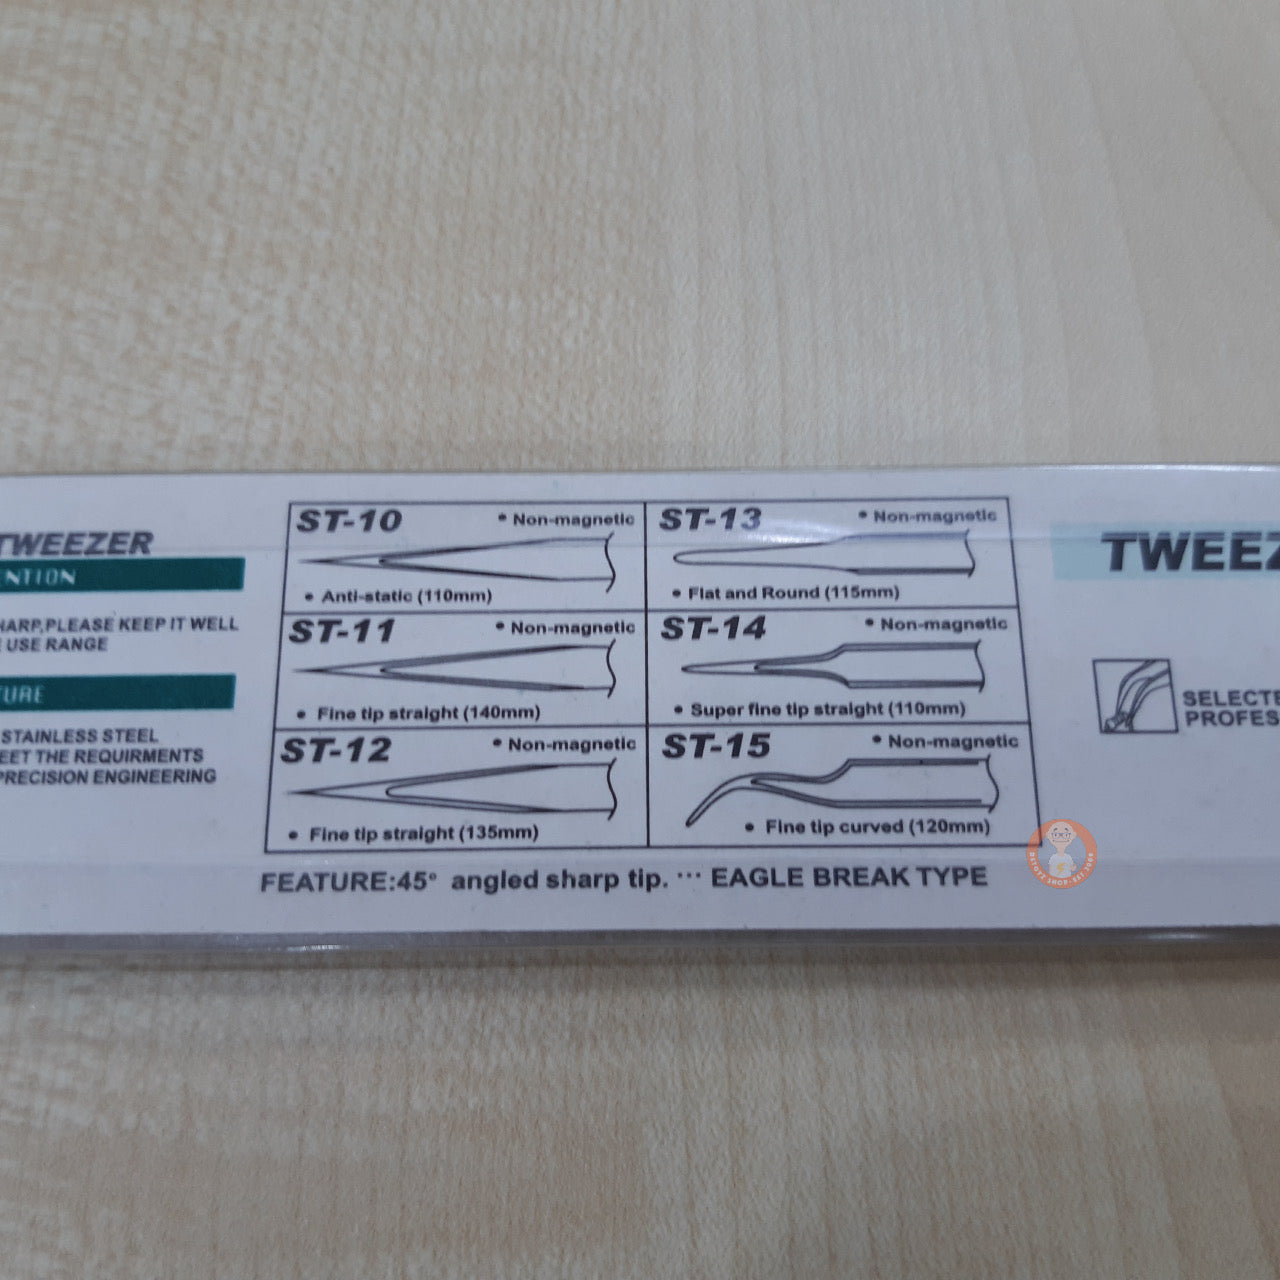 TWEEZER
NTION
HARP,PLEASE KEEP IT WELL
USE RANGE
URE
STAINLESS STEEL
EET THE REQUIRMENTS
PRECISION ENGINEERING
ST-10 • Non-magnetic
• Anti-static (110mm)
ST-11 • Non-magnetic
• Fine tip straight (140mm)
ST-12 • Non-magnetic
• Fine tip straight (135mm)
ST-13 • Non-magnetic
• Flat and Round (115mm)
ST-14 • Non-magnetic
• Super fine tip straight (110mm)
ST-15 • Non-magnetic
• Fine tip curved (120mm)
FEATURE:45° angled sharp tip. ··· EAGLE BREAK TYPE
TWEEZ
SELECTE
PROFES